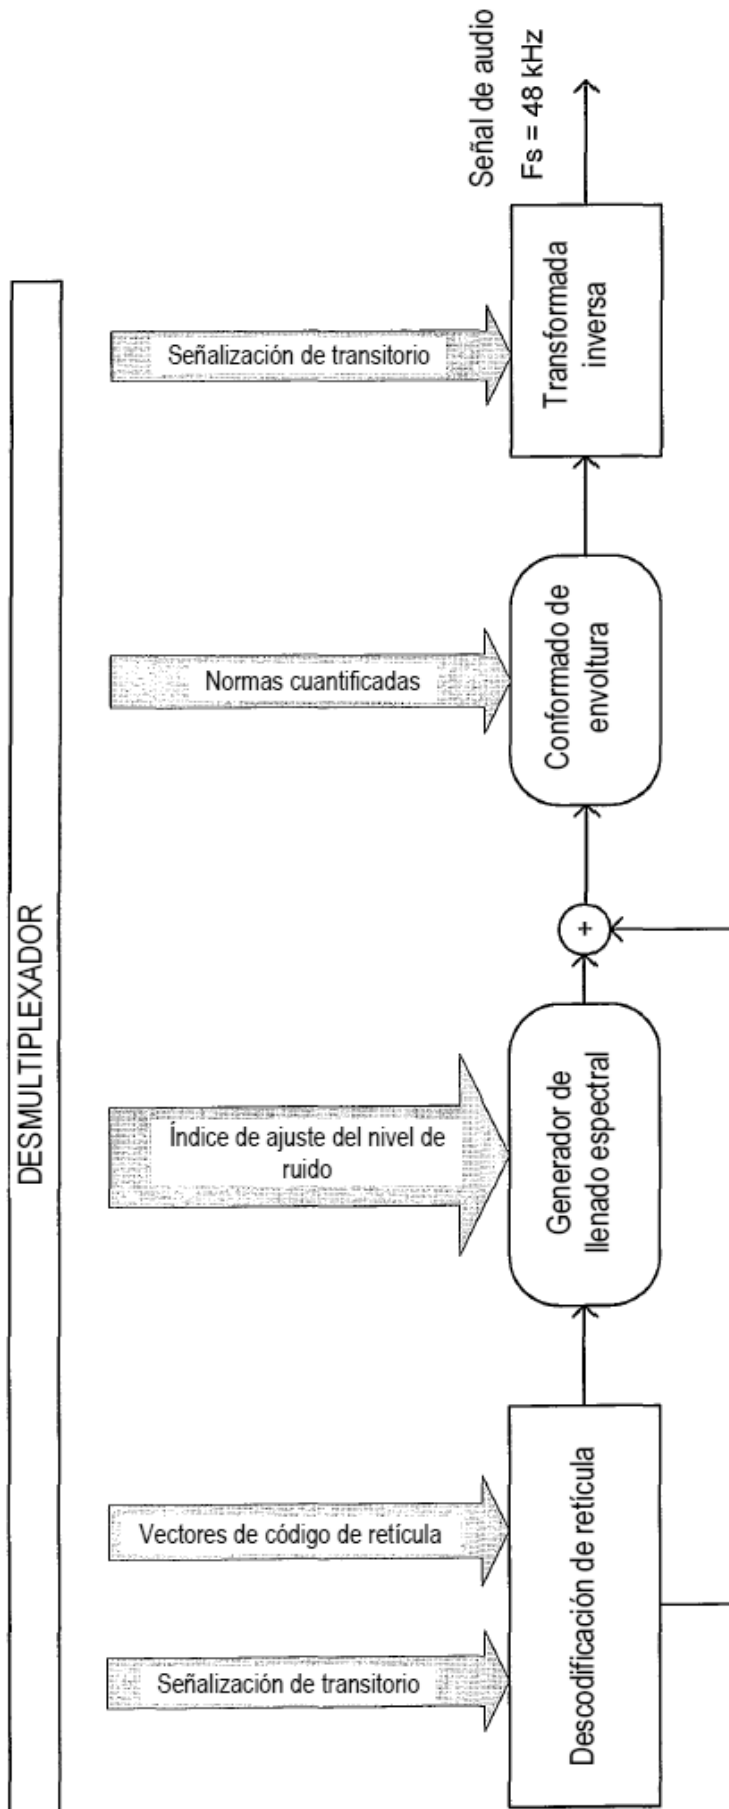 DESMULTIPLEXADOR
Señalización de transitorio
Vectores de código de retícula
Índice de ajuste del nivel de
ruido
Normas cuantificadas
Señalización de transitorio
Descodificación de retícula
Generador de
llenado espectral
+
Conformado de
envoltura
Transformada
inversa
Señal de audio
Fs = 48 kHz